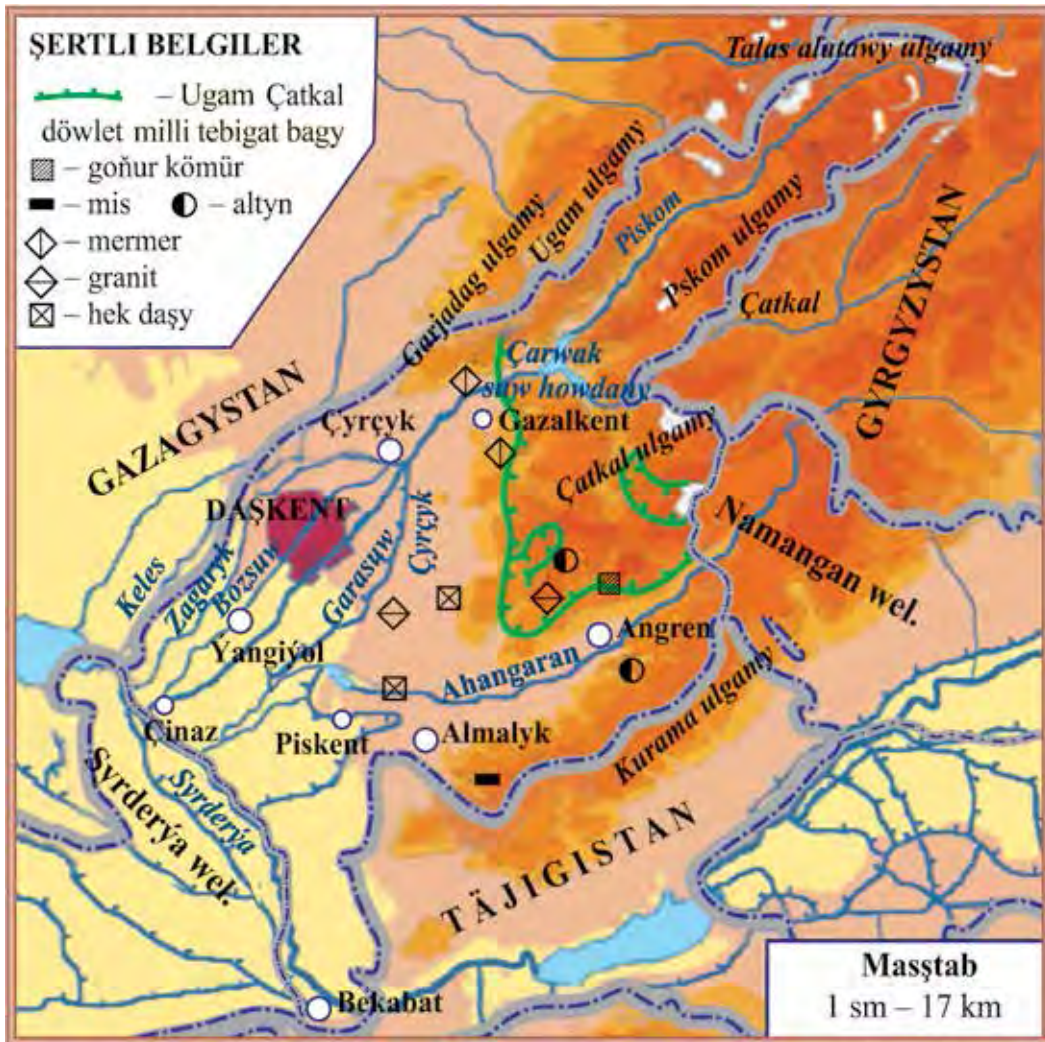 ŞERTLI BELGILER
– Ugam Çatkal
döwlet milli tebigat bagy
– goňur kömür
– mis – altyn
– mermer
– granit
– hek daşy
Talas alutawy ulgamy
Ugam ulgamy
Garjadag ulgamy
Piskom
Pskom ulgamy
Çatkal
GYRGYZYSTAN
GAZAGYSTAN
Çarwak
suw howdany
Gazalkent
Çyrçyk
Çatkal ulgamy
DAŞKENT
Namangan wel.
Keles
Zagaryk
Bozsuw
Garasuw
Çyrçyk
Ýangiýol
Angren
Ahangaran
Çinaz
Piskent
Almalyk
Kurama ulgamy
Syrderýa wel.
Syrderýa
TÄJIGISTAN
Bekabat
Masştab
1 sm – 17 km